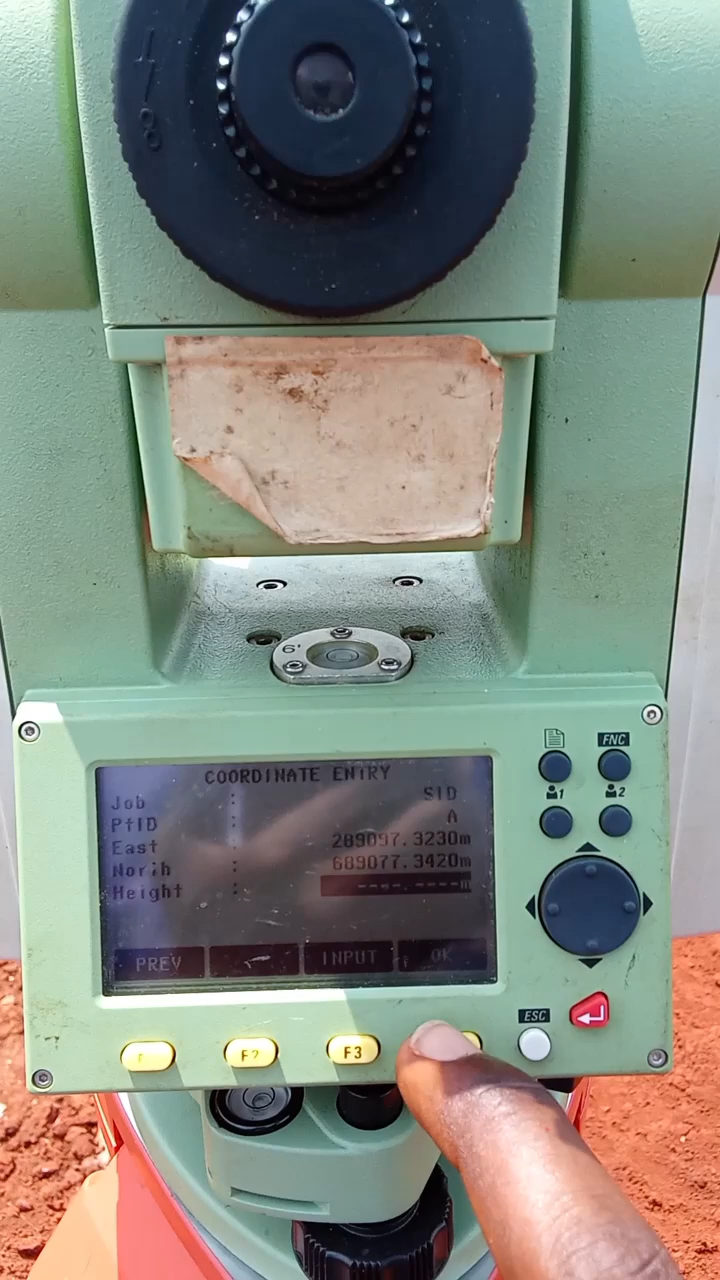 ∞
6'
COORDINATE ENTRY
Job : SID
PtID : A
East : 289097.3230m
North : 689077.3420m
Height : ----.----m
PREV INPUT OK
FNC
1 2
ESC
F2 F3